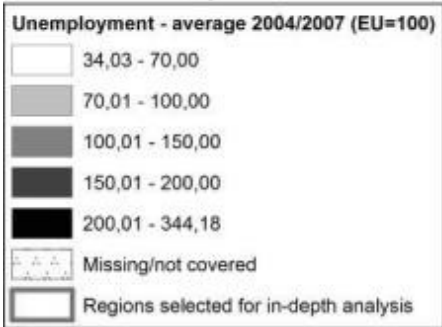 Unemployment - average 2004/2007 (EU=100)
34,03 - 70,00
70,01 - 100,00
100,01 - 150,00
150,01 - 200,00
200,01 - 344,18
Missing/not covered
Regions selected for in-depth analysis